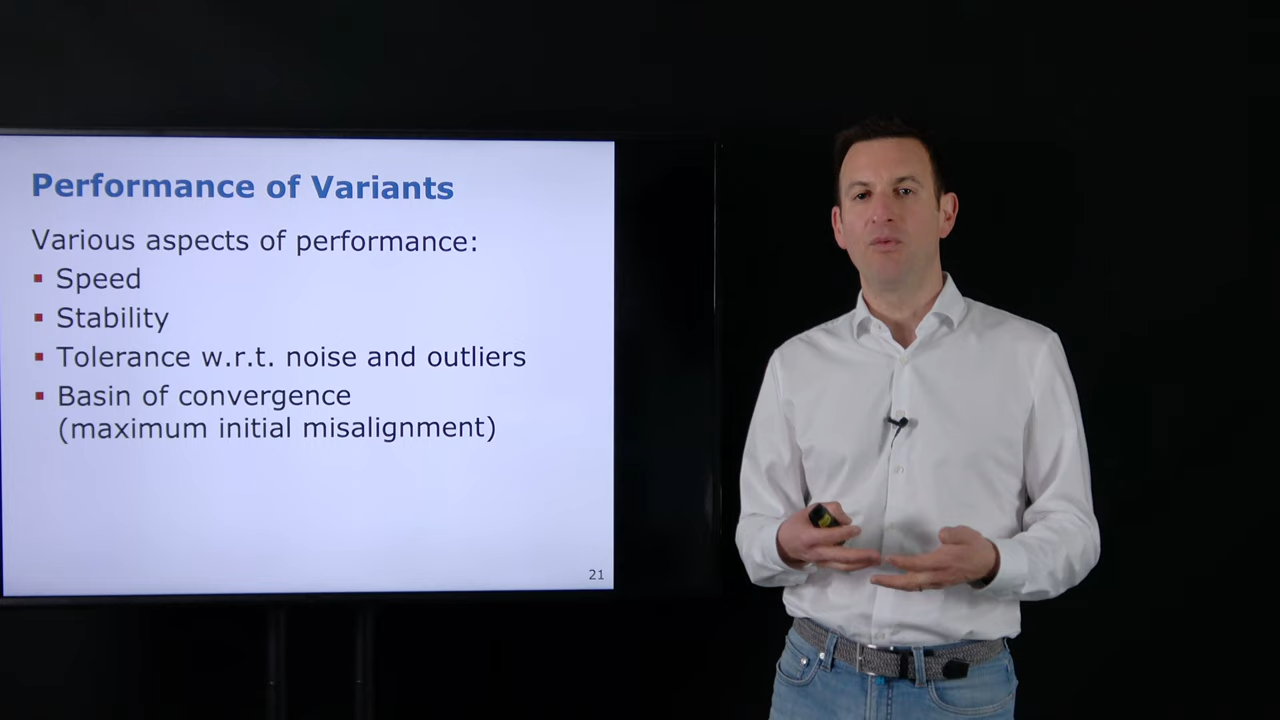 Performance of Variants
Various aspects of performance:
▪ Speed
▪ Stability
▪ Tolerance w.r.t. noise and outliers
▪ Basin of convergence
(maximum initial misalignment)
21